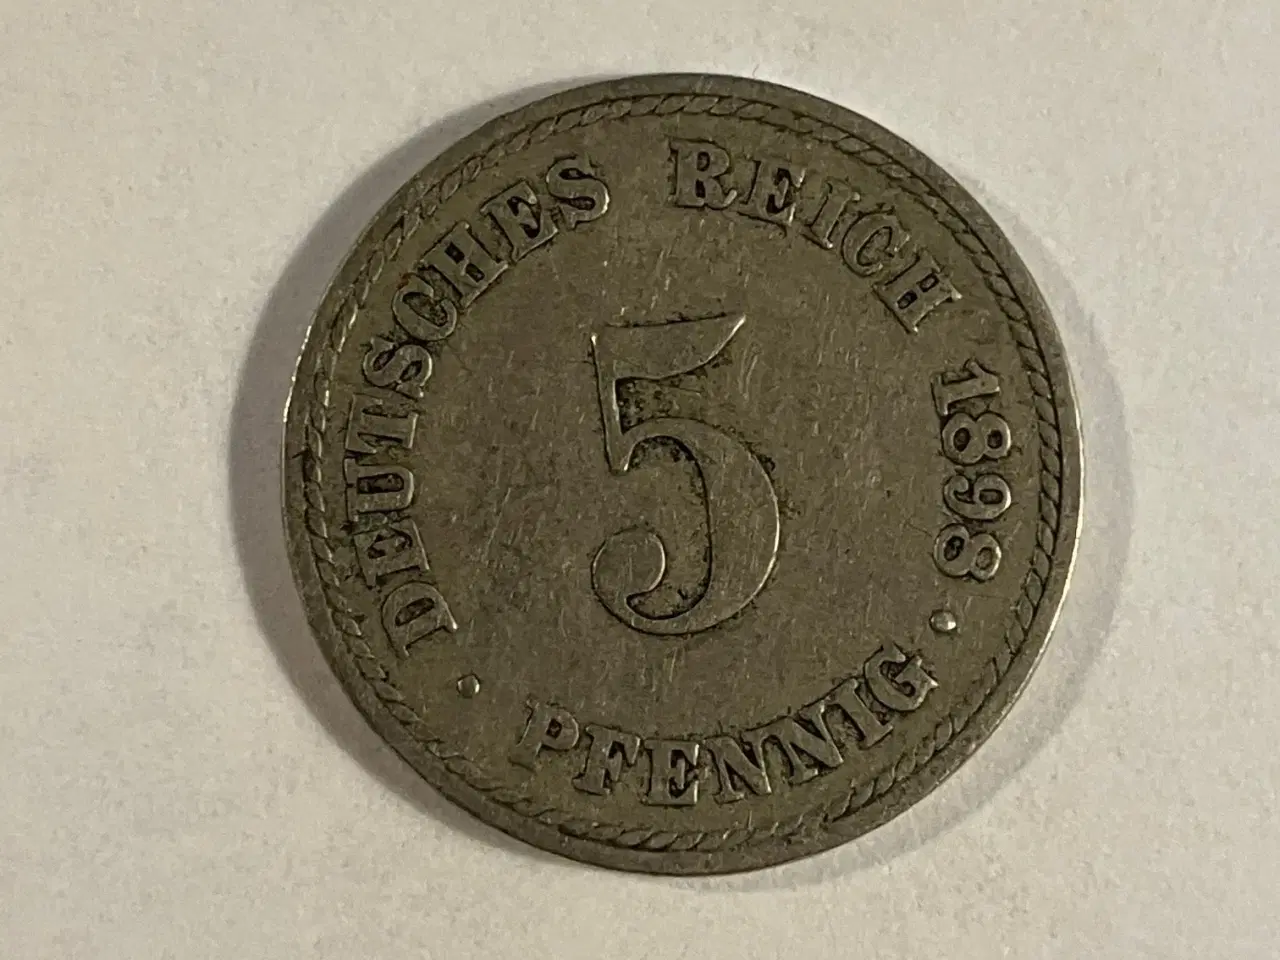 DEUTSCHES REICH 1898
5
• PFENNIG •